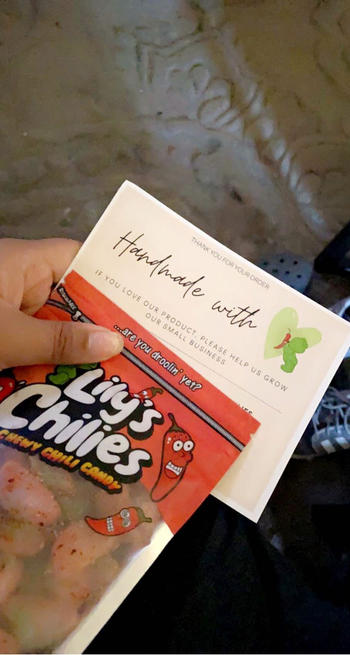 THANK YOU FOR YOUR ORDER
Handmade with
IF YOU LOVE OUR PRODUCT, PLEASE HELP US GROW
OUR SMALL BUSINESS
...are you droolin' yet?
Lily's
Chilies
CHEWY CHILI CANDY